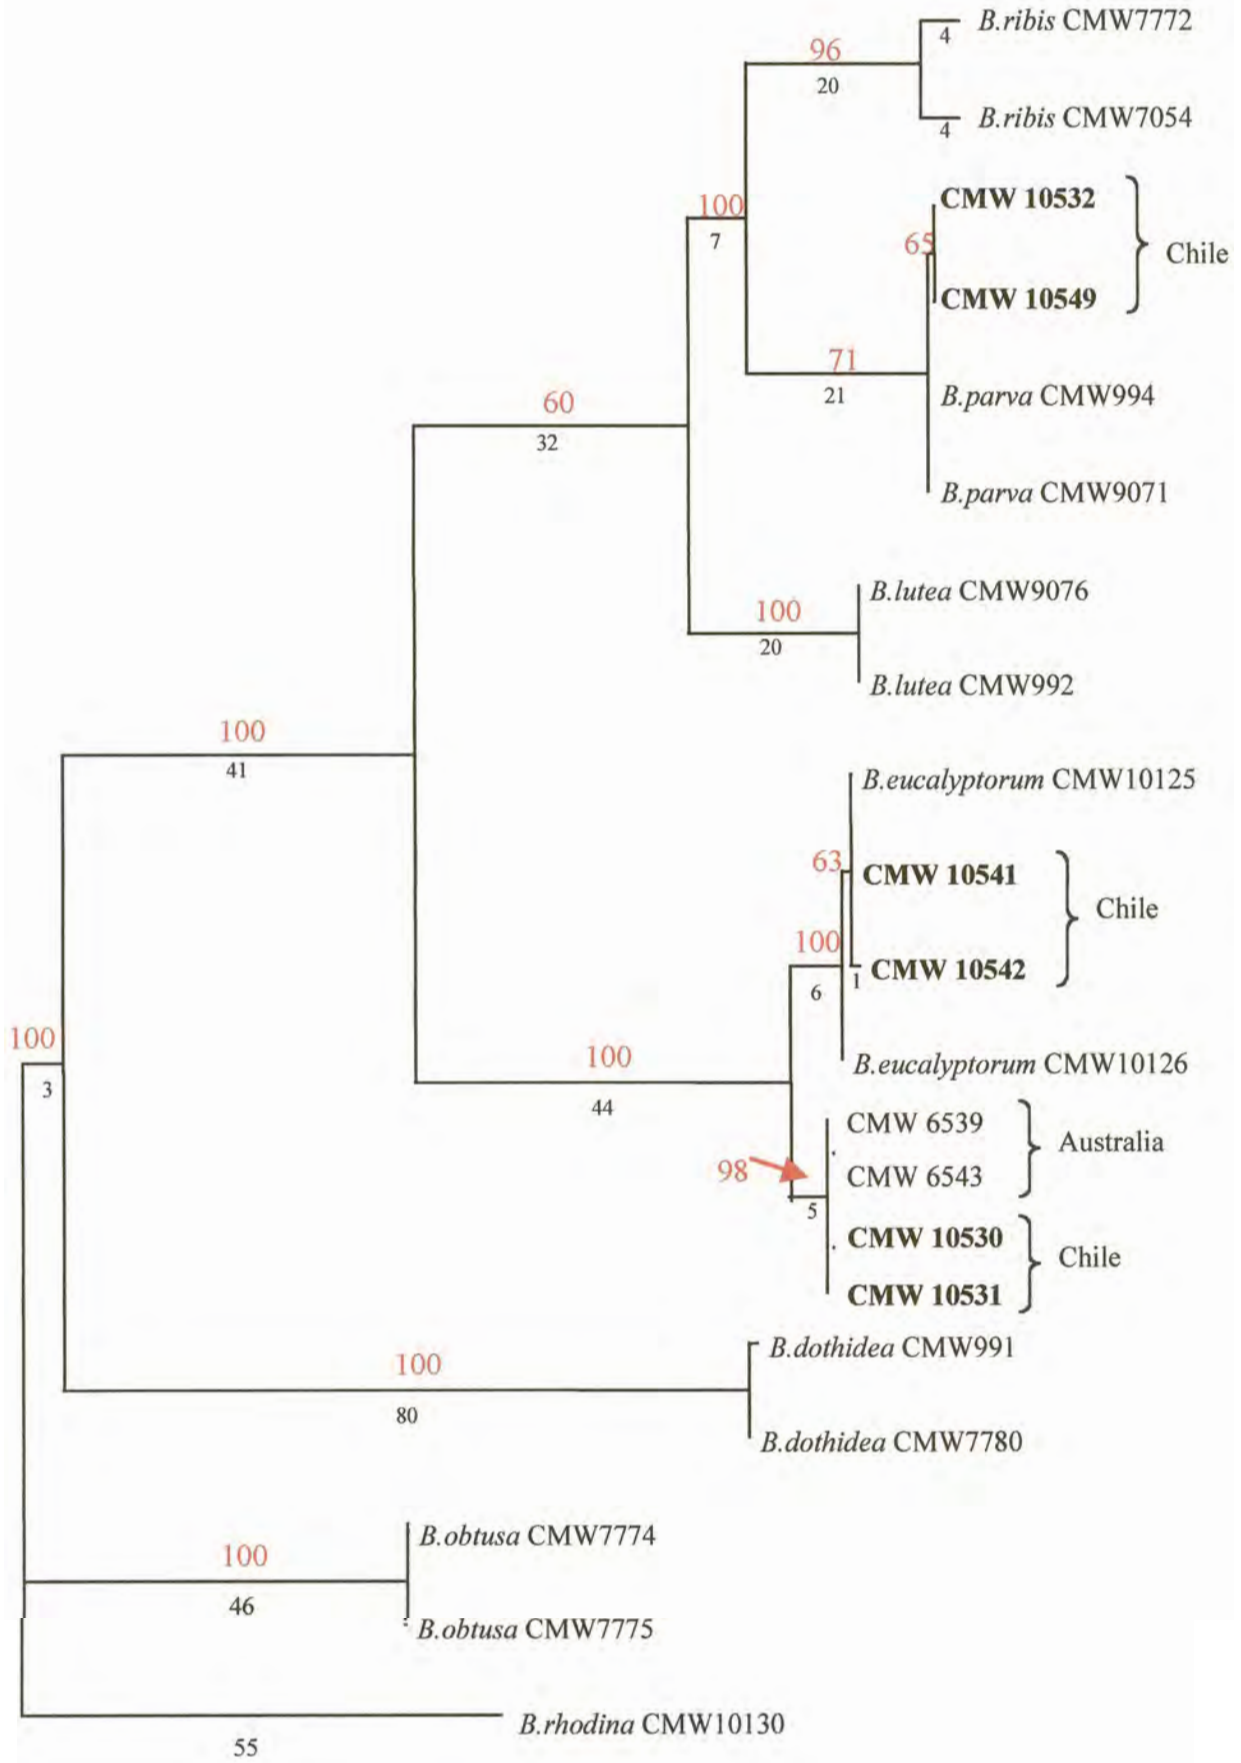 B.ribis CMW7772
96
4
20
B.ribis CMW7054
4
CMW 10532
100
65
7
Chile
CMW 10549
71
21
B.parva CMW994
60
32
B.parva CMW9071
B.lutea CMW9076
100
20
B.lutea CMW992
100
41
B.eucalyptorum CMW10125
63
CMW 10541
Chile
100
CMW 10542
6
1
100
3
100
B.eucalyptorum CMW10126
44
CMW 6539
Australia
98
CMW 6543
5
CMW 10530
Chile
CMW 10531
B.dothidea CMW991
100
80
B.dothidea CMW7780
B.obtusa CMW7774
100
46
B.obtusa CMW7775
B.rhodina CMW10130
55